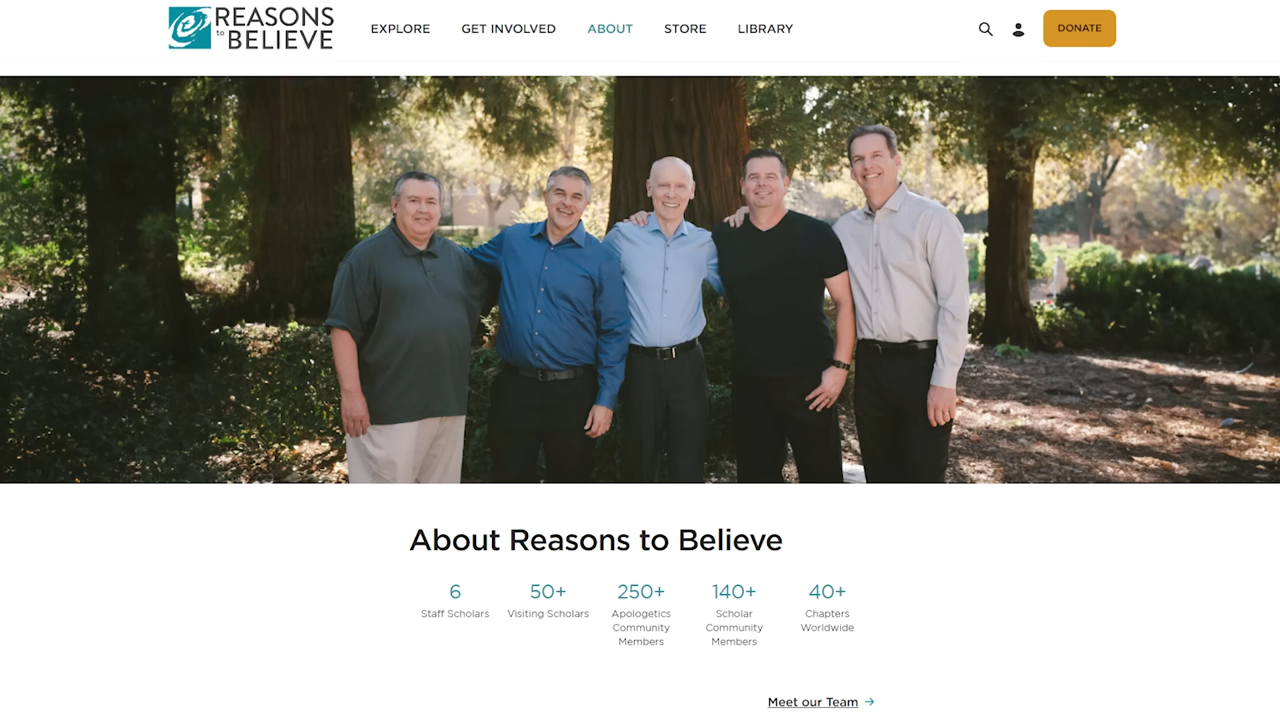 REASONS
to BELIEVE
EXPLORE GET INVOLVED ABOUT STORE LIBRARY DONATE
About Reasons to Believe
6 50+ 250+ 140+ 40+
Staff Scholars Visiting Scholars Apologetics Scholar Chapters
Community Community Worldwide
Members Members
Meet our Team →